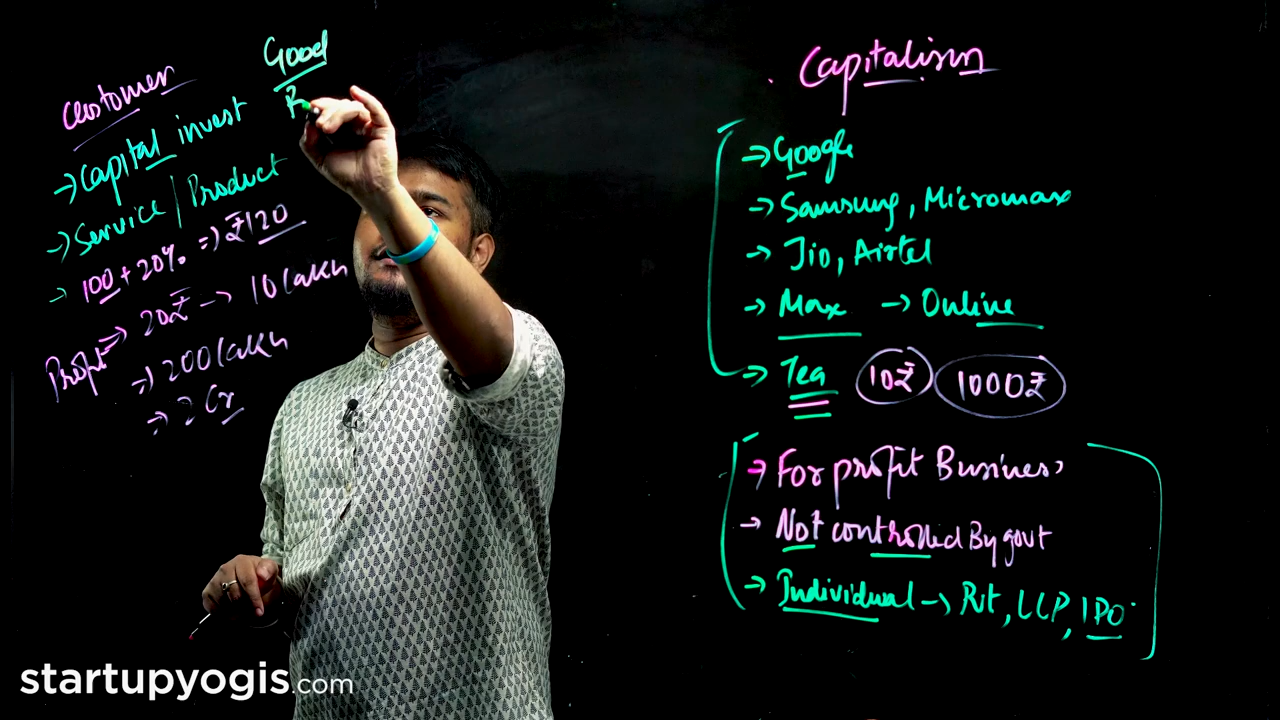 Customer
→ Capital invest
→ Service / Product
→ 100 + 20% ⇒ ₹120
Profit ⇒ 20₹ → 10 lakh
⇒ 200 lakh
⇒ 2 Cr
Good
R
Capitalism
→ Google
→ Samsung, Micromax
→ Jio, Airtel
→ Max → Online
→ Tea 10₹ 1000₹
→ For profit Business
→ Not controlled By govt
→ Individual → Pvt, LLP, IPO
startupyogis.com